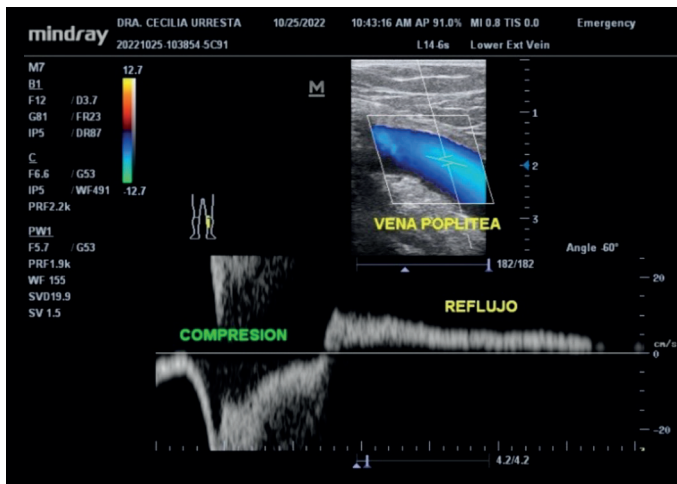 mindray
DRA. CECILIA URRESTA 10/25/2022 10:43:16 AM AP 91.0% MI 0.8 TIS 0.0 Emergency
20221025-103854-5C91 L14-6s Lower Ext Vein
M7
B1
F12 / D3.7
G81 / FR23
IP5 / DR87
C
F6.6 / G53
IP5 / WF491
PRF2.2k
PW1
F5.7 / G53
PRF1.9k
WF 155
SVD19.9
SV 1.5
12.7
-12.7
M
1
2
3
VENA POPLITEA
Angle -60°
182/182
COMPRESION
REFLUJO
20
cm/s
0
-20
4.2/4.2